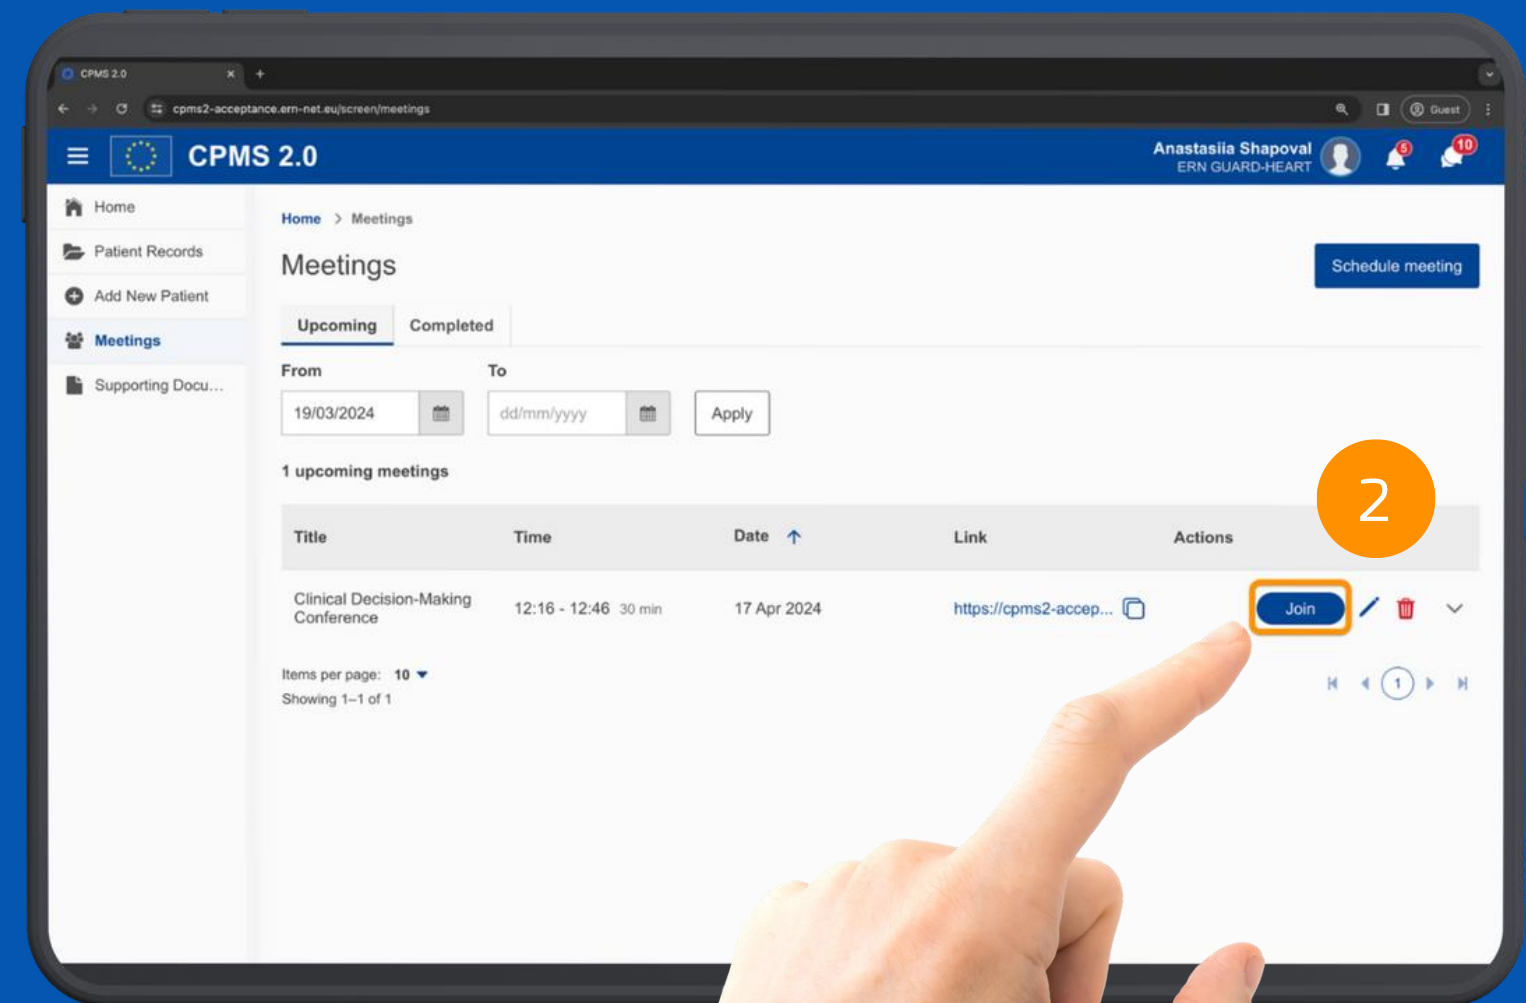 CPMS 2.0
cpms2-acceptance.ern-net.eu/screen/meetings
Guest
CPMS 2.0
Anastasiia Shapoval
ERN GUARD-HEART
5
10
Home
Patient Records
Add New Patient
Meetings
Supporting Docu...
Home > Meetings
Meetings
Schedule meeting
Upcoming
Completed
From
To
19/03/2024
dd/mm/yyyy
Apply
1 upcoming meetings
2
Title
Time
Date
Link
Actions
Clinical Decision-Making
Conference
12:16 - 12:46 30 min
17 Apr 2024
https://cpms2-accep...
Join
Items per page: 10
Showing 1–1 of 1
1